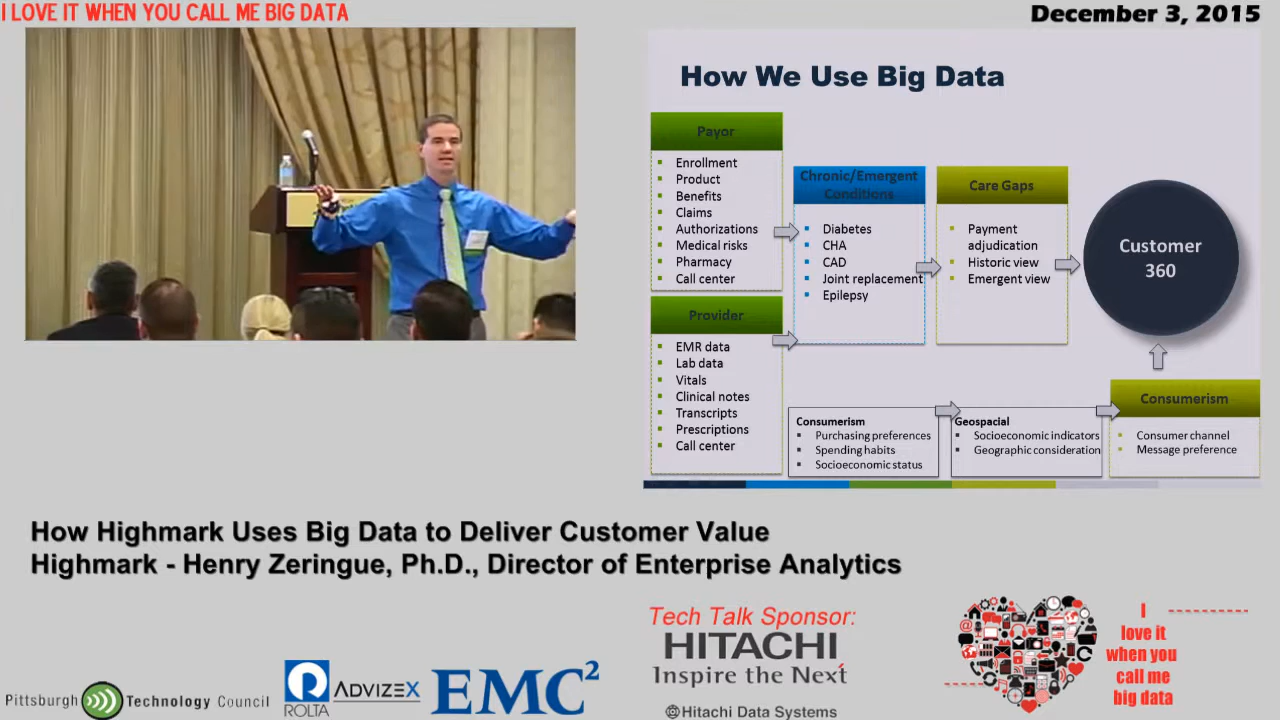 I LOVE IT WHEN YOU CALL ME BIG DATA
December 3, 2015
How We Use Big Data
Payor
Enrollment
Product
Benefits
Claims
Authorizations
Medical risks
Pharmacy
Call center
Provider
EMR data
Lab data
Vitals
Clinical notes
Transcripts
Prescriptions
Call center
Chronic/Emergent
Conditions
Diabetes
CHA
CAD
Joint replacement
Epilepsy
Care Gaps
Payment
adjudication
Historic view
Emergent view
Customer
360
Consumerism
Purchasing preferences
Spending habits
Socioeconomic status
Geospacial
Socioeconomic indicators
Geographic consideration
Consumerism
Consumer channel
Message preference
How Highmark Uses Big Data to Deliver Customer Value
Highmark - Henry Zeringue, Ph.D., Director of Enterprise Analytics
Pittsburgh Technology Council
ROLTA
ADVIZEX
EMC2
Tech Talk Sponsor:
HITACHI
Inspire the Next
@Hitachi Data Systems
I
love it
when you
call me
big data